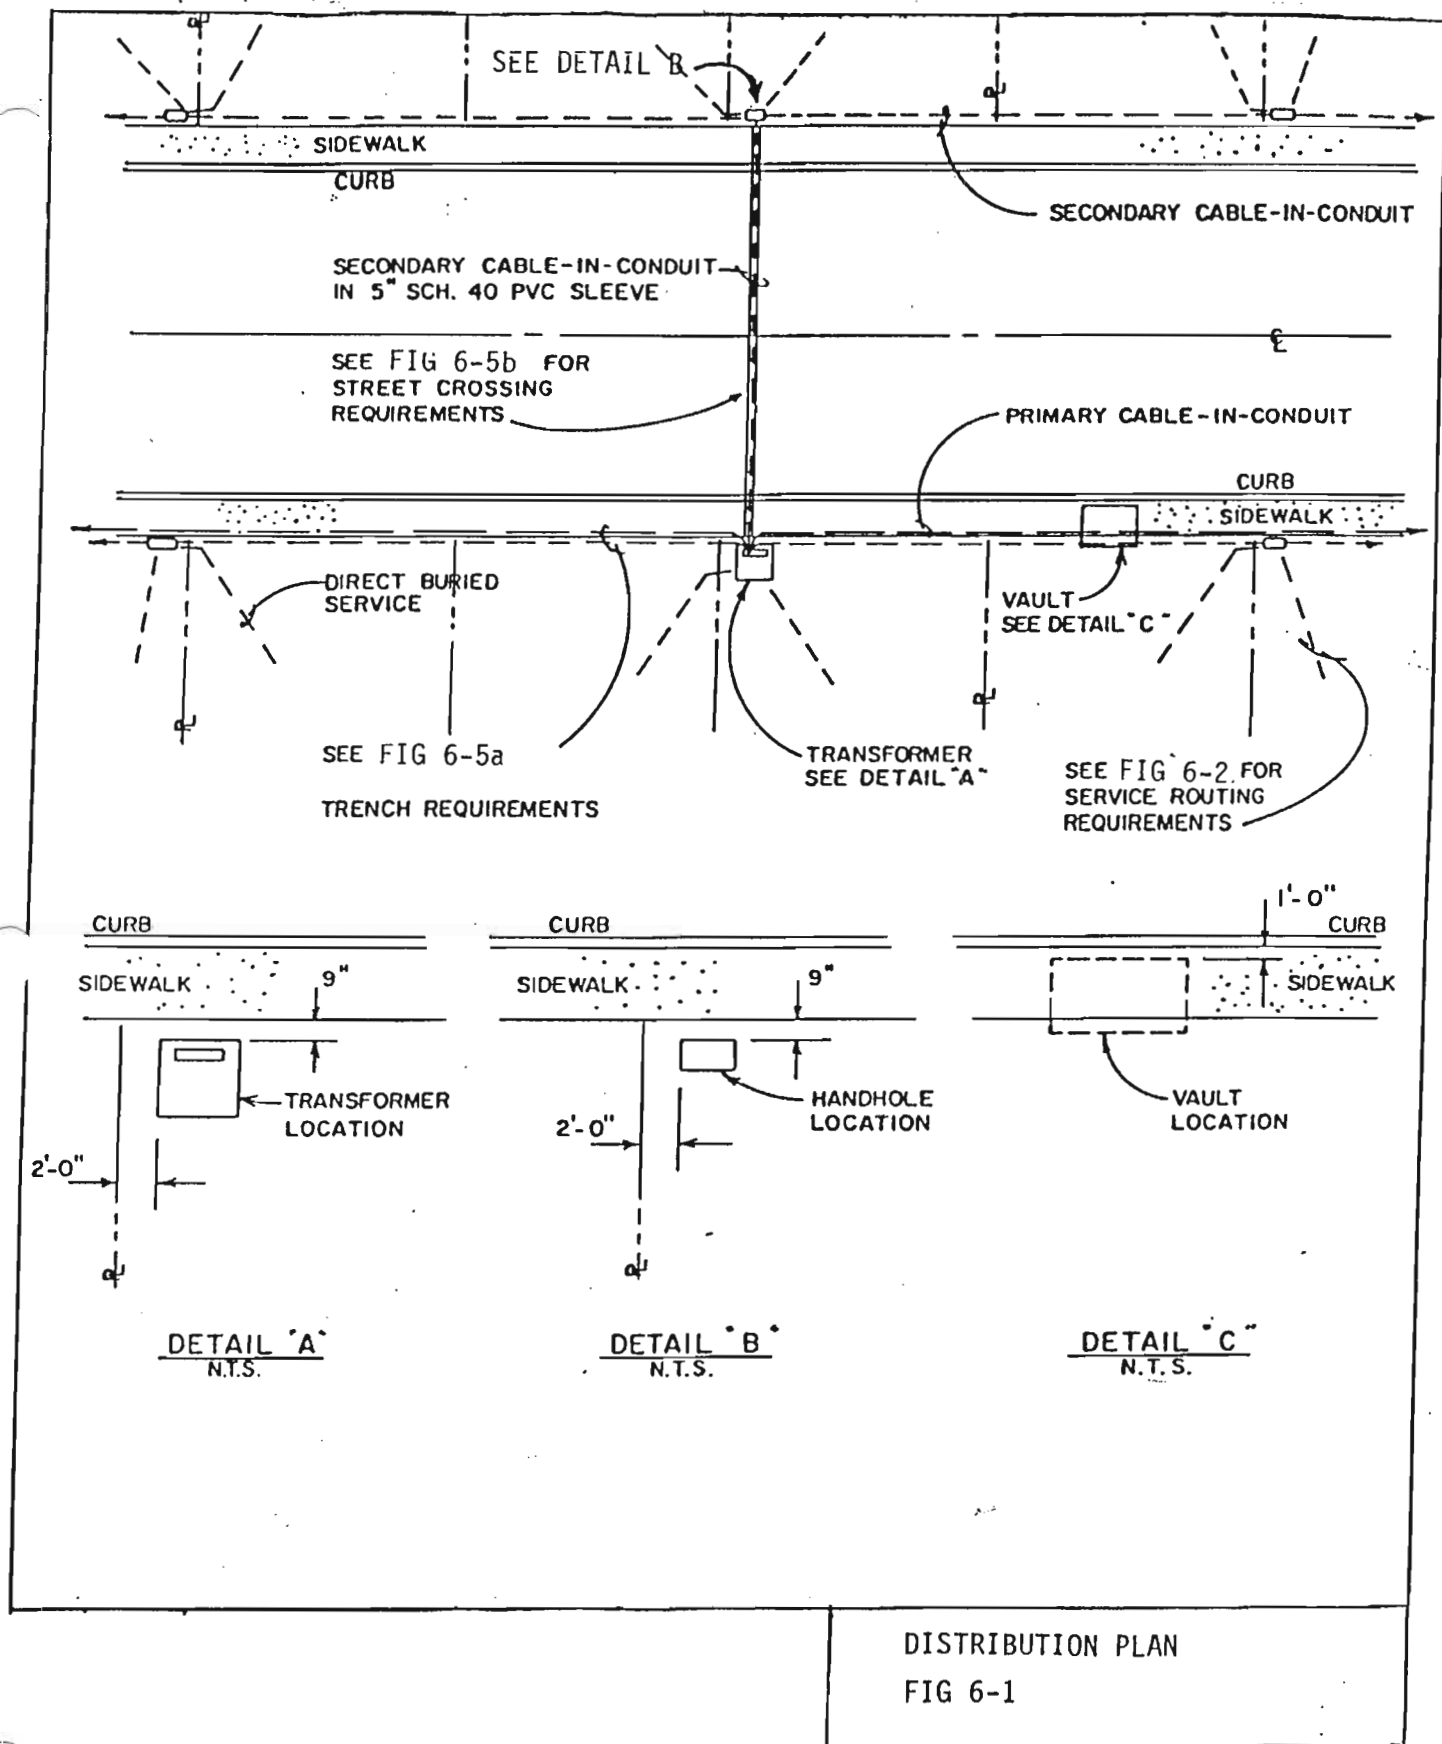 SEE DETAIL B
SIDEWALK
CURB
SECONDARY CABLE-IN-CONDUIT
SECONDARY CABLE-IN-CONDUIT
IN 5" SCH. 40 PVC SLEEVE
SEE FIG 6-5b FOR
STREET CROSSING
REQUIREMENTS
PRIMARY CABLE-IN-CONDUIT
CURB
SIDEWALK
DIRECT BURIED
SERVICE
VAULT
SEE DETAIL "C"
SEE FIG 6-5a
TRENCH REQUIREMENTS
TRANSFORMER
SEE DETAIL "A"
SEE FIG 6-2 FOR
SERVICE ROUTING
REQUIREMENTS
CURB
SIDEWALK
9"
TRANSFORMER
LOCATION
2'-0"
DETAIL "A"
N.T.S.
CURB
SIDEWALK
9"
HANDHOLE
LOCATION
2'-0"
DETAIL "B"
N.T.S.
1'-0"
CURB
SIDEWALK
VAULT
LOCATION
DETAIL "C"
N.T.S.
DISTRIBUTION PLAN
FIG 6-1